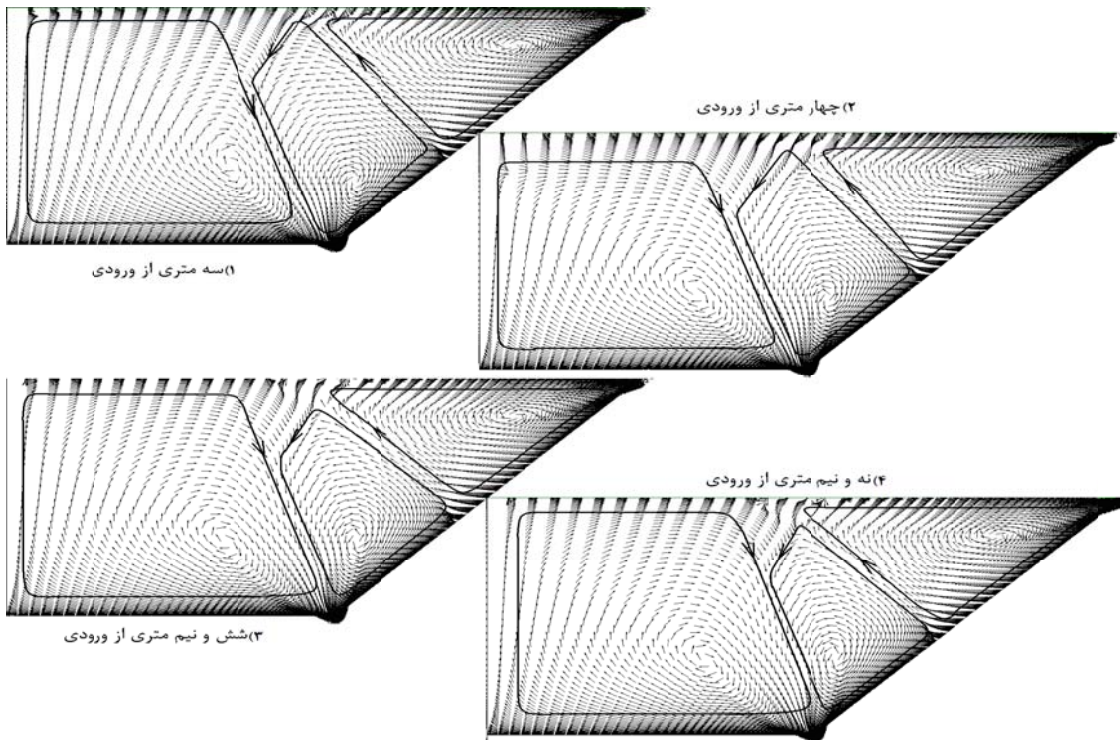 ۱)سه متری از ورودی
۲)چهار متری از ورودی
۳)شش و نیم متری از ورودی
۴)نه و نیم متری از ورودی